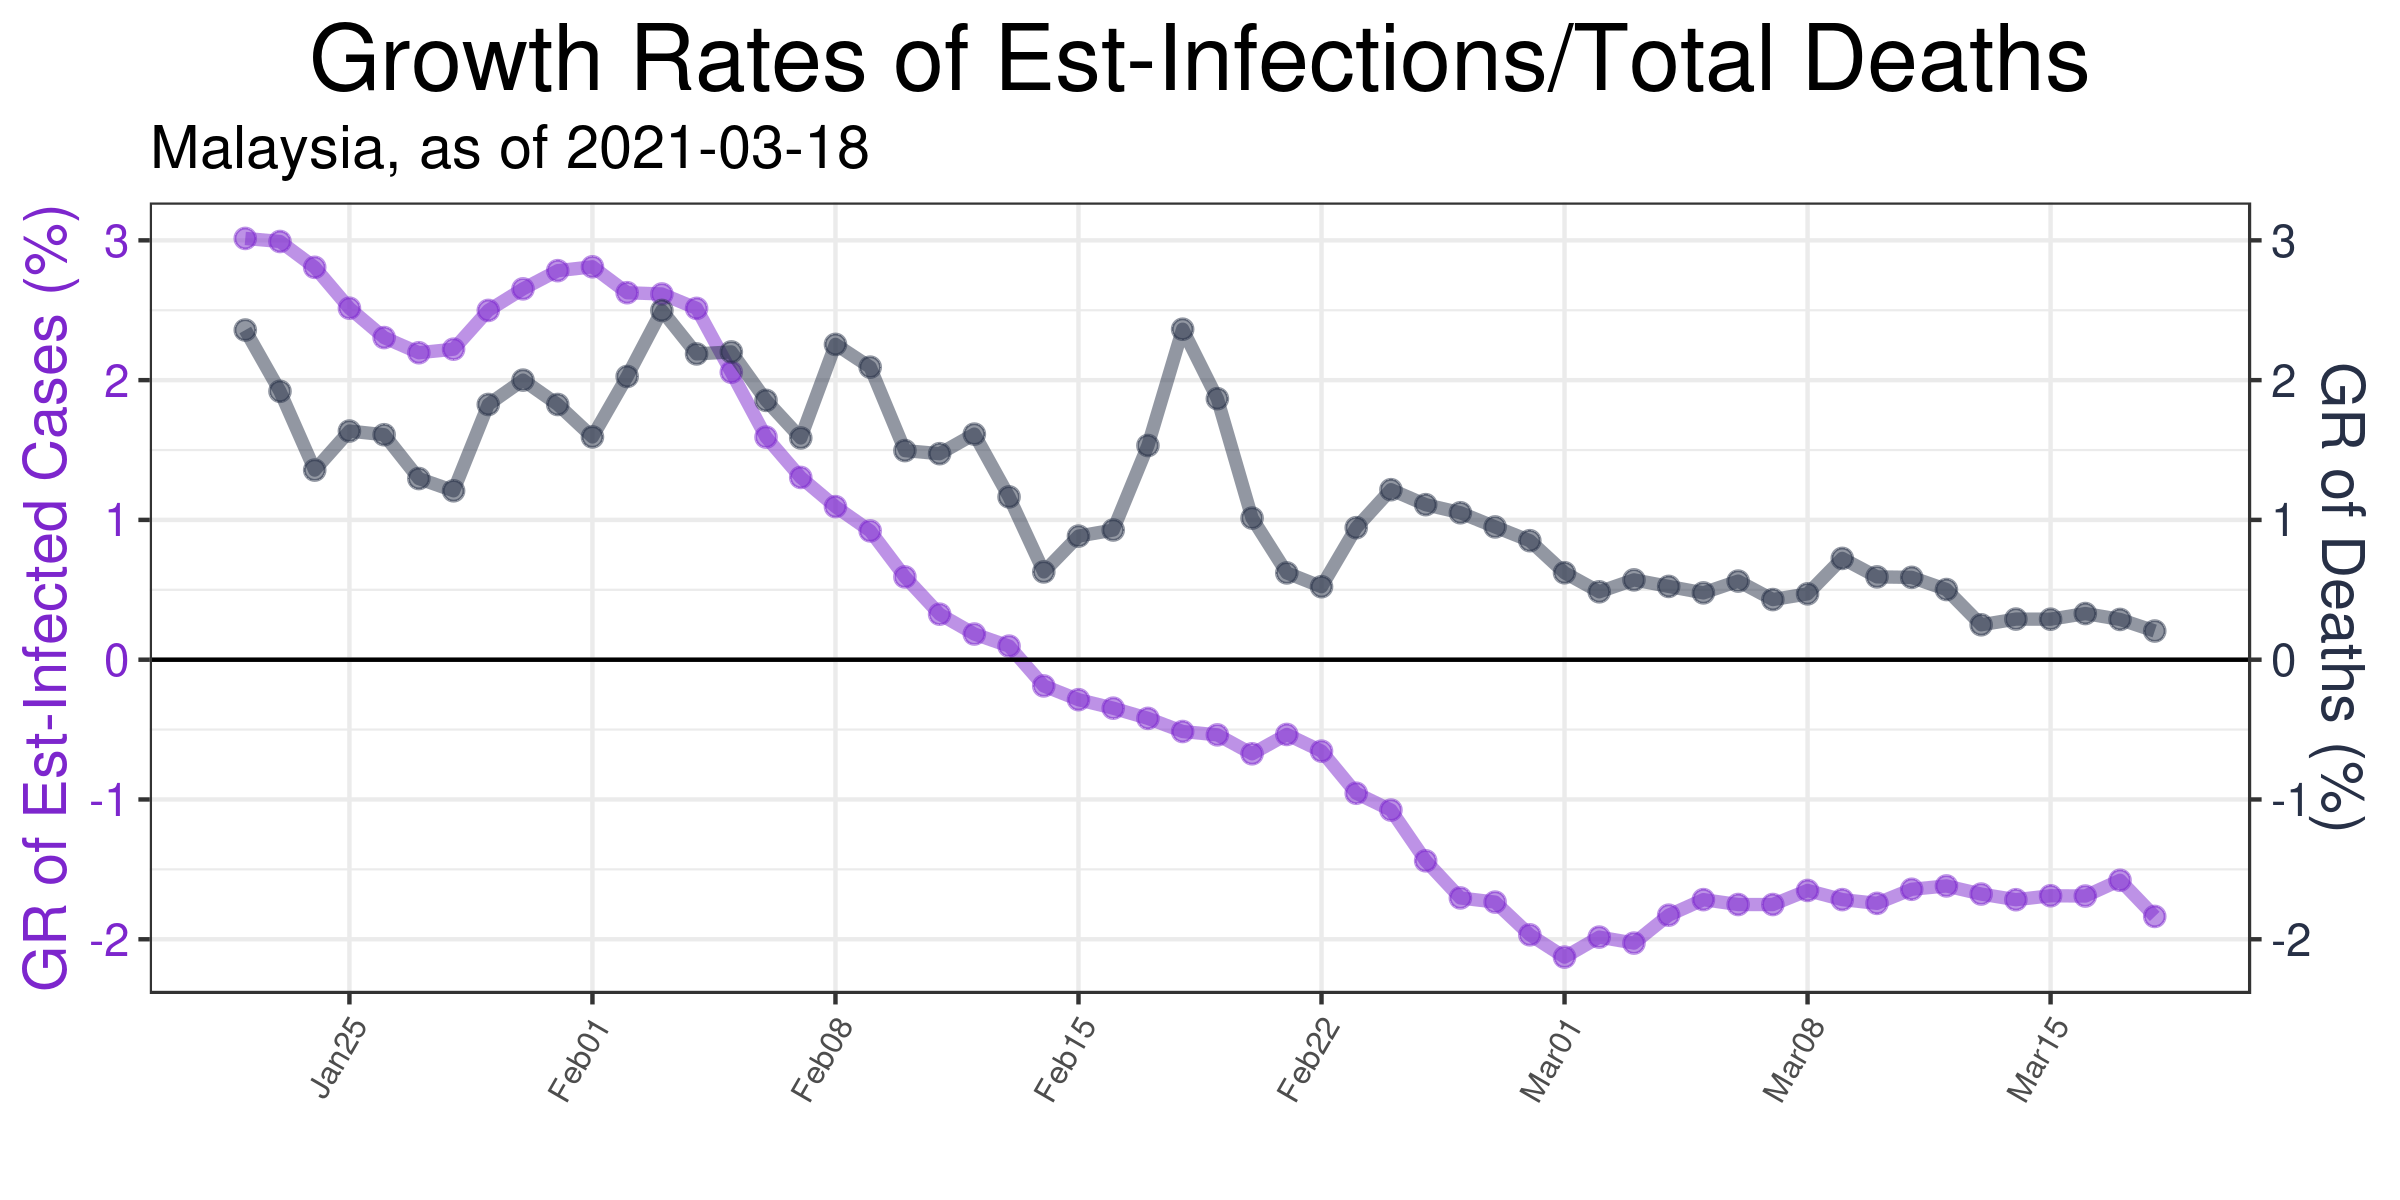 Growth Rates of Est-Infections/Total Deaths
Malaysia, as of 2021-03-18
GR of Est-Infected Cases (%)
3
2
1
0
-1
-2
3
2
1
0
-1
-2
GR of Deaths (%)
Jan25
Feb01
Feb08
Feb15
Feb22
Mar01
Mar08
Mar15